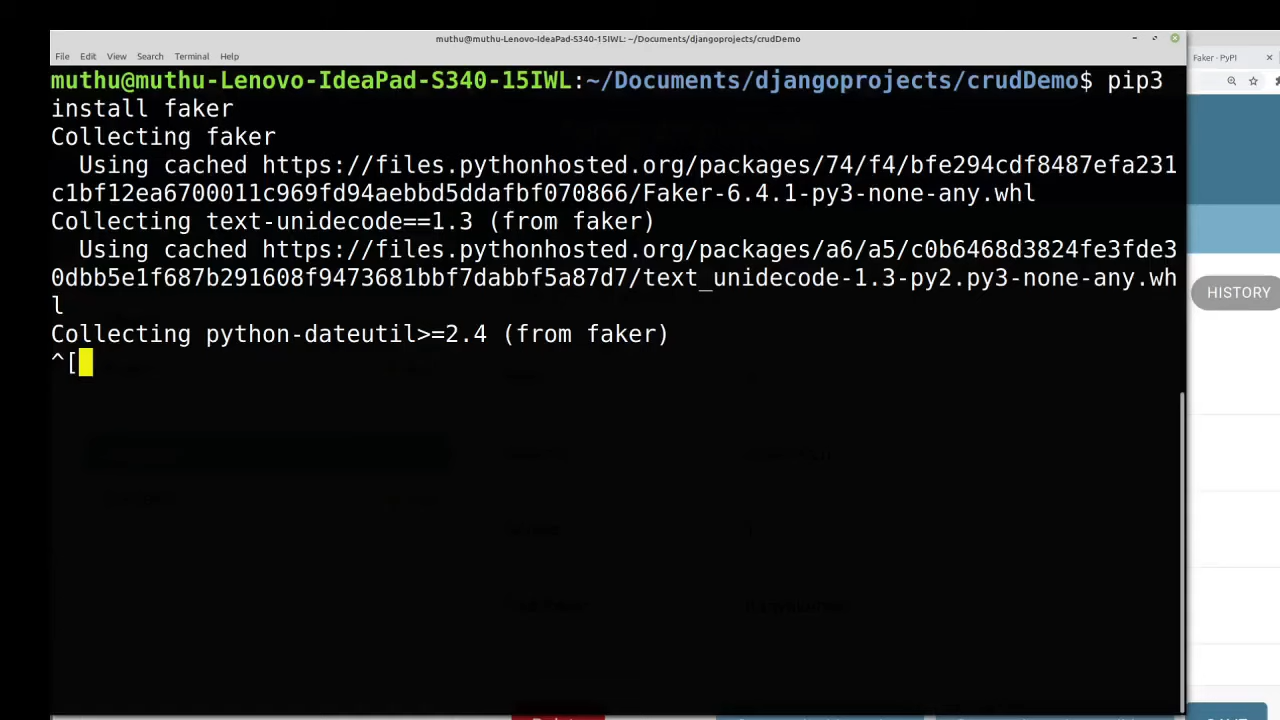 muthu@muthu-Lenovo-IdeaPad-S340-15IWL: ~/Documents/djangoprojects/crudDemo
File Edit View Search Terminal Help
Faker · PyPI
muthu@muthu-Lenovo-IdeaPad-S340-15IWL:~/Documents/djangoprojects/crudDemo$ pip3
install faker
Collecting faker
  Using cached https://files.pythonhosted.org/packages/74/f4/bfe294cdf8487efa231
c1bf12ea6700011c969fd94aebbd5ddafbf070866/Faker-6.4.1-py3-none-any.whl
Collecting text-unidecode==1.3 (from faker)
  Using cached https://files.pythonhosted.org/packages/a6/a5/c0b6468d3824fe3fde3
0dbb5e1f687b291608f9473681bbf7dabbf5a87d7/text_unidecode-1.3-py2.py3-none-any.wh
l
HISTORY
Collecting python-dateutil>=2.4 (from faker)
^[